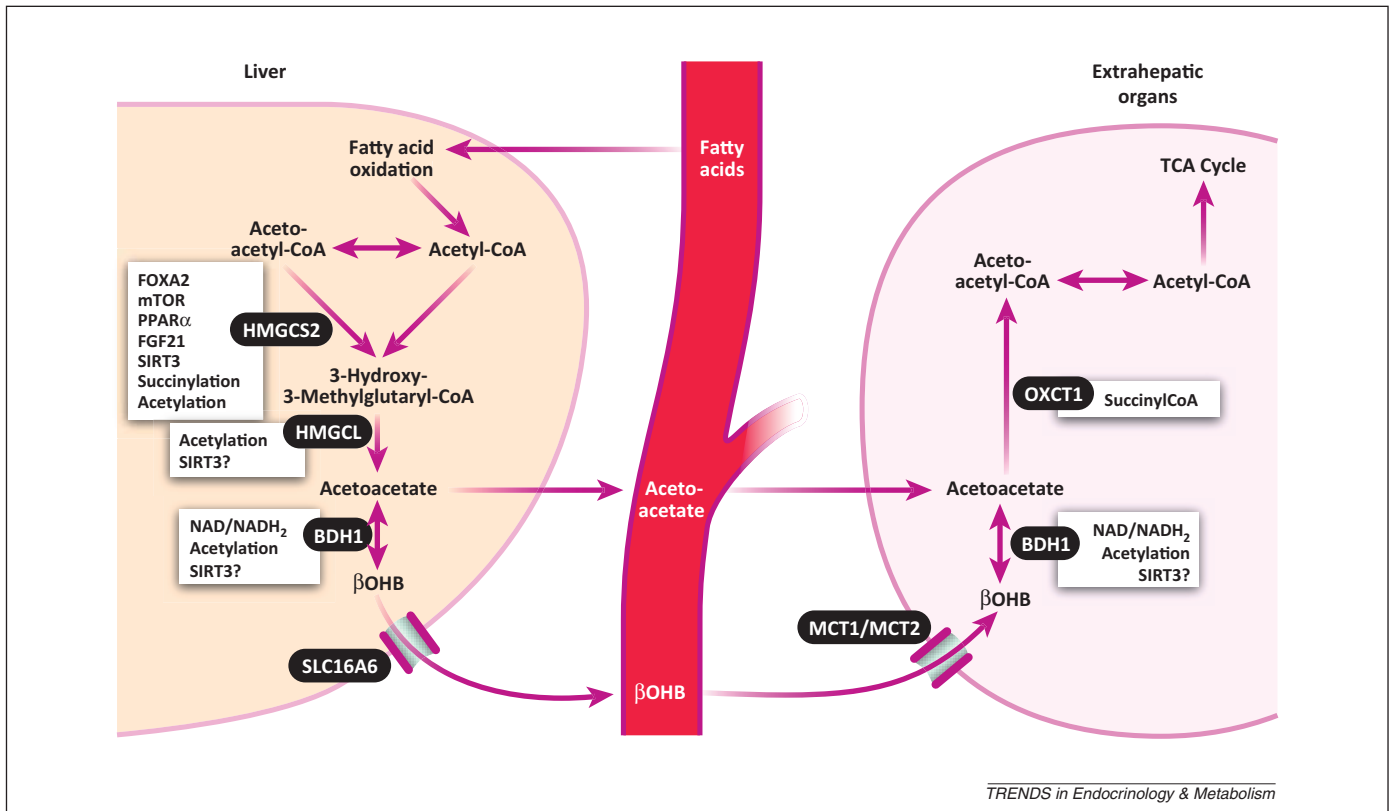 Liver
Fatty acid
oxidation
Aceto-
acetyl-CoA
Acetyl-CoA
FOXA2
mTOR
PPARα
FGF21
SIRT3
Succinylation
Acetylation
HMGCS2
3-Hydroxy-
3-Methylglutaryl-CoA
Acetylation
SIRT3?
HMGCL
Acetoacetate
NAD/NADH₂
Acetylation
SIRT3?
BDH1
βOHB
SLC16A6
Fatty
acids
Aceto-
acetate
βOHB
Extrahepatic
organs
TCA Cycle
Aceto-
acetyl-CoA
Acetyl-CoA
OXCT1
SuccinylCoA
Acetoacetate
BDH1
NAD/NADH₂
Acetylation
SIRT3?
βOHB
MCT1/MCT2
TRENDS in Endocrinology & Metabolism